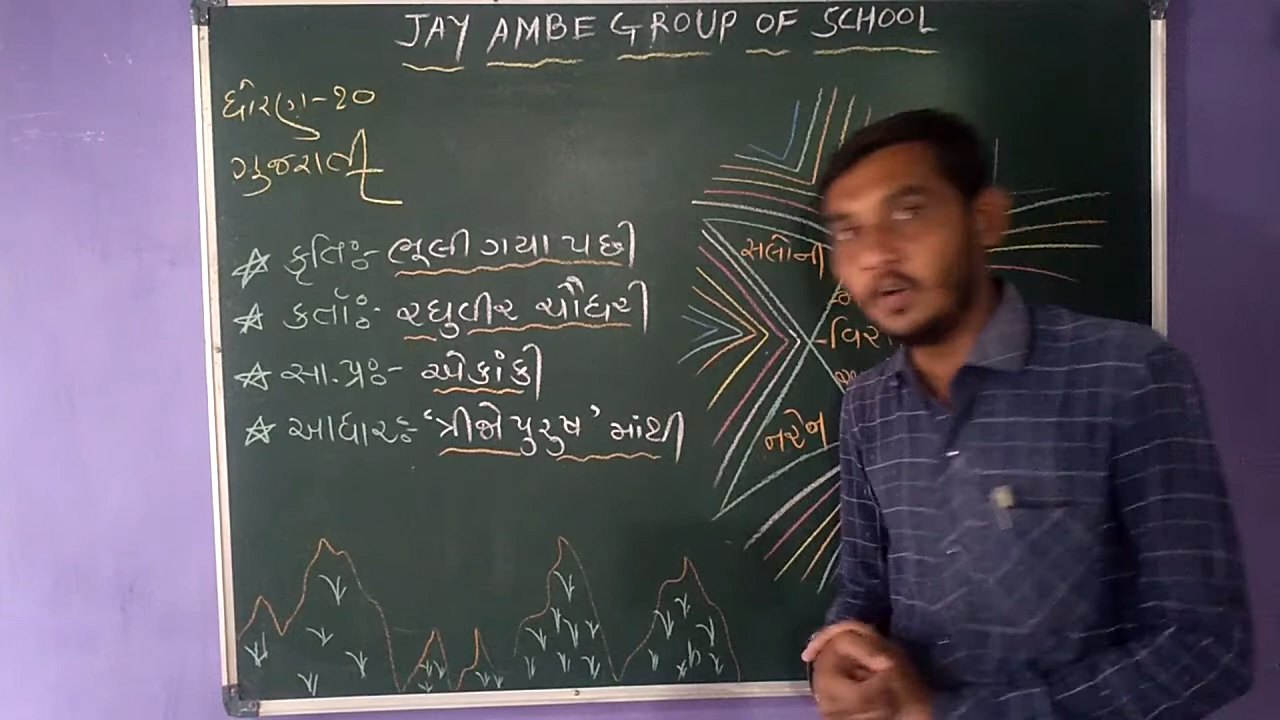 JAY AMBE GROUP OF SCHOOL
ધોરણ-૧૦
ગુજરાતી
કૃતિઃ- ભૂલી ગયા પછી
કર્તાઃ- રઘુવીર ચૌધરી
સા.પ્રઃ- એકાંકી
આધારઃ- ‘ત્રીજો પુરુષ’ માંથી
સલોની
નરેન